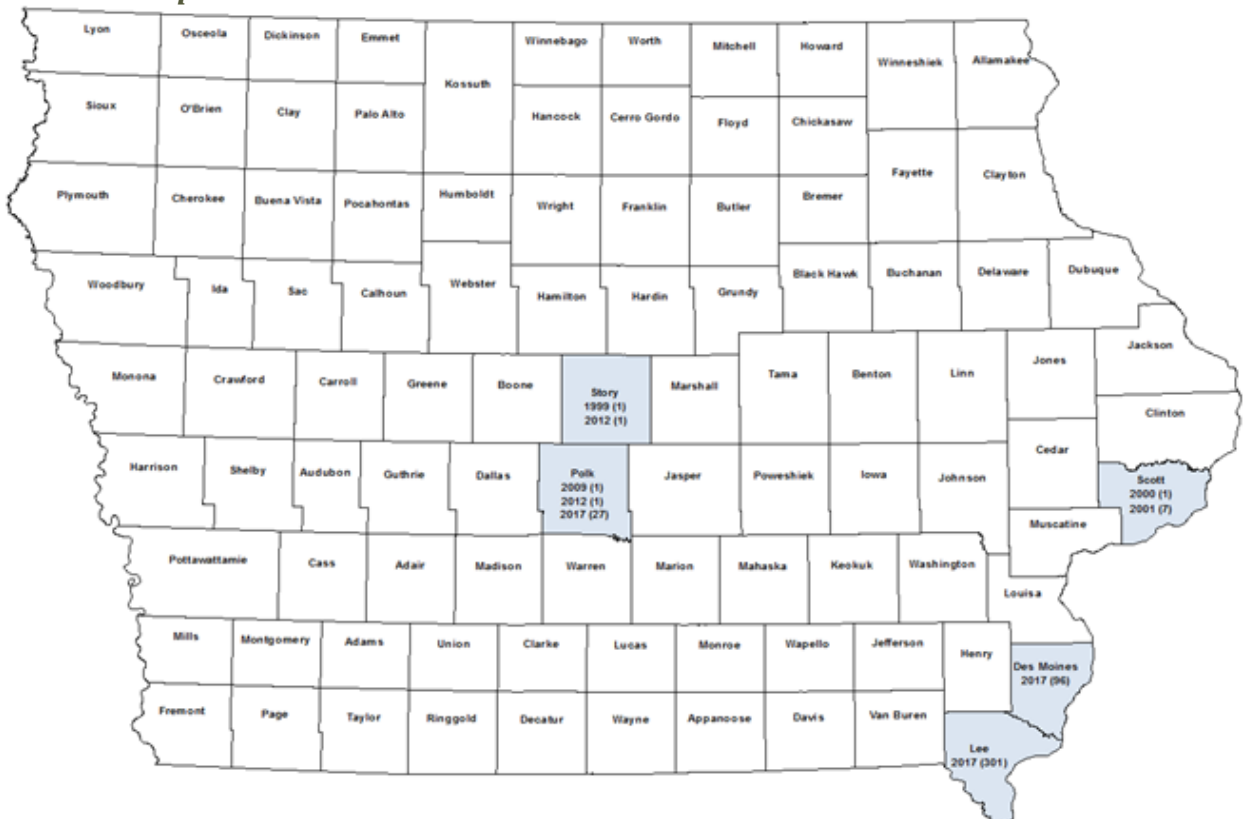 Lyon
Osceola
Dickinson
Emmet
Kossuth
Winnebago
Worth
Mitchell
Howard
Winneshiek
Allamakee
Sioux
O'Brien
Clay
Palo Alto
Hancock
Cerro Gordo
Floyd
Chickasaw
Plymouth
Cherokee
Buena Vista
Pocahontas
Humboldt
Wright
Franklin
Butler
Bremer
Fayette
Clayton
Woodbury
Ida
Sac
Calhoun
Webster
Hamilton
Hardin
Grundy
Black Hawk
Buchanan
Delaware
Dubuque
Monona
Crawford
Carroll
Greene
Boone
Story
1999 (1)
2012 (1)
Marshall
Tama
Benton
Linn
Jones
Jackson
Clinton
Harrison
Shelby
Audubon
Guthrie
Dallas
Polk
2009 (1)
2012 (1)
2017 (27)
Jasper
Poweshiek
Iowa
Johnson
Cedar
Scott
2000 (1)
2001 (7)
Muscatine
Pottawattamie
Cass
Adair
Madison
Warren
Marion
Mahaska
Keokuk
Washington
Louisa
Mills
Montgomery
Adams
Union
Clarke
Lucas
Monroe
Wapello
Jefferson
Henry
Des Moines
2017 (96)
Fremont
Page
Taylor
Ringgold
Decatur
Wayne
Appanoose
Davis
Van Buren
Lee
2017 (301)